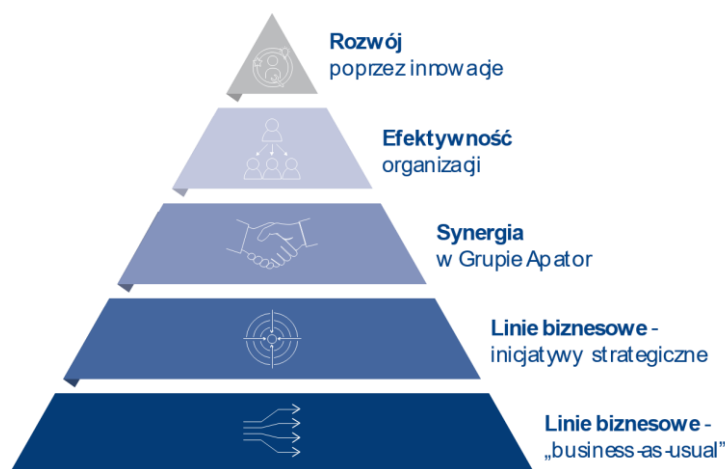 Rozwój
poprzez innowacje
Efektywność
organizacji
Synergia
w Grupie Apator
Linie biznesowe -
inicjatywy strategiczne
Linie biznesowe -
„business-as-usual”